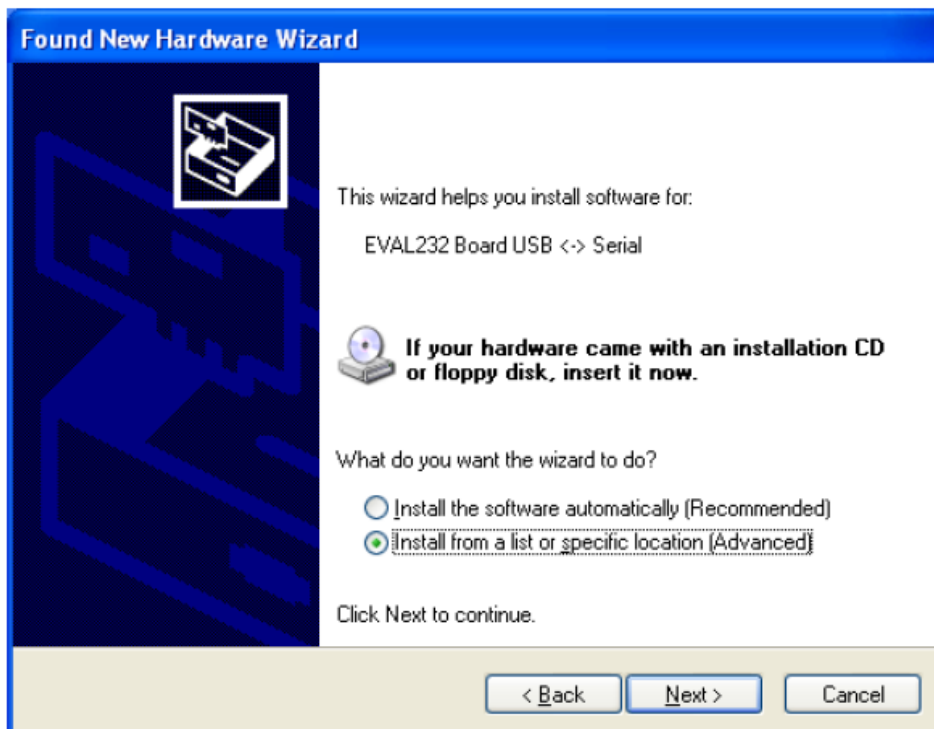 Found New Hardware Wizard
This wizard helps you install software for:
EVAL232 Board USB <-> Serial
If your hardware came with an installation CD
or floppy disk, insert it now.
What do you want the wizard to do?
Install the software automatically (Recommended)
Install from a list or specific location (Advanced)
Click Next to continue.
< Back Next > Cancel